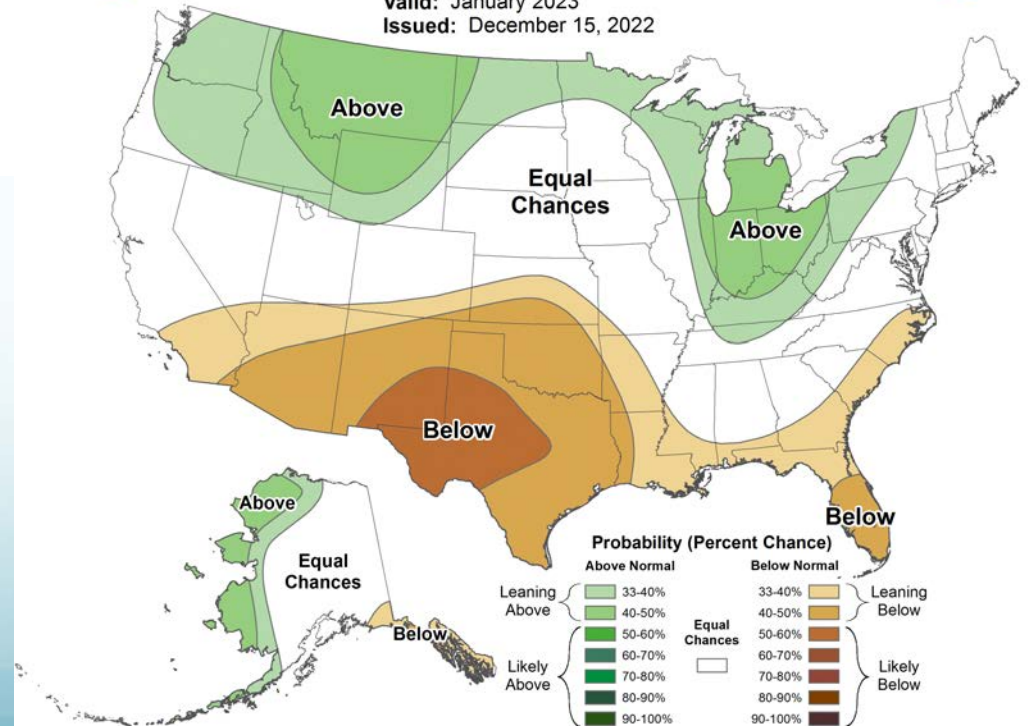 Valid: January 2023
Issued: December 15, 2022
Above
Equal
Chances
Above
Below
Below
Above
Equal
Chances
Below
Probability (Percent Chance)
Above Normal
Below Normal
Leaning
Above
33-40%
40-50%
50-60%
60-70%
70-80%
80-90%
90-100%
Likely
Above
Equal
Chances
33-40%
40-50%
50-60%
60-70%
70-80%
80-90%
90-100%
Leaning
Below
Likely
Below